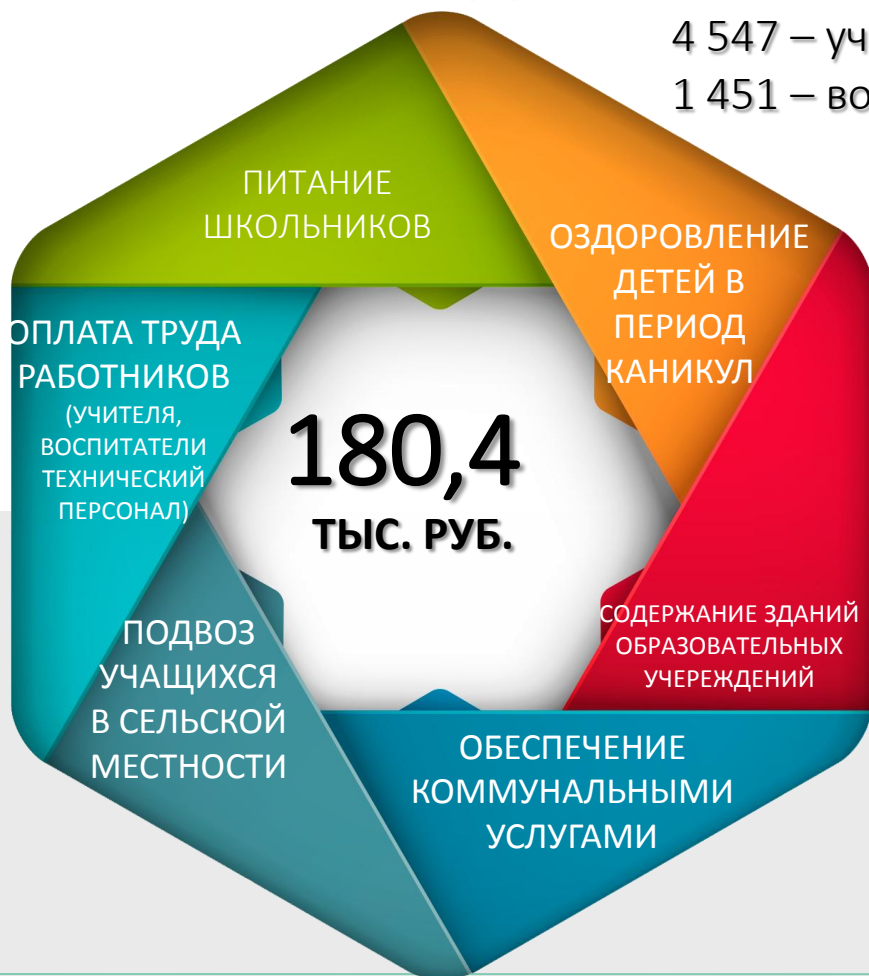 4 547 – уч
1 451 – во
ПИТАНИЕ
ШКОЛЬНИКОВ
ОЗДОРОВЛЕНИЕ
ДЕТЕЙ В
ПЕРИОД
КАНИКУЛ
ОПЛАТА ТРУДА
РАБОТНИКОВ
(УЧИТЕЛЯ,
ВОСПИТАТЕЛИ
ТЕХНИЧЕСКИЙ
ПЕРСОНАЛ)
180,4
ТЫС. РУБ.
СОДЕРЖАНИЕ ЗДАНИЙ
ОБРАЗОВАТЕЛЬНЫХ
УЧЕРЕЖДЕНИЙ
ПОДВОЗ
УЧАЩИХСЯ
В СЕЛЬСКОЙ
МЕСТНОСТИ
ОБЕСПЕЧЕНИЕ
КОММУНАЛЬНЫМИ
УСЛУГАМИ